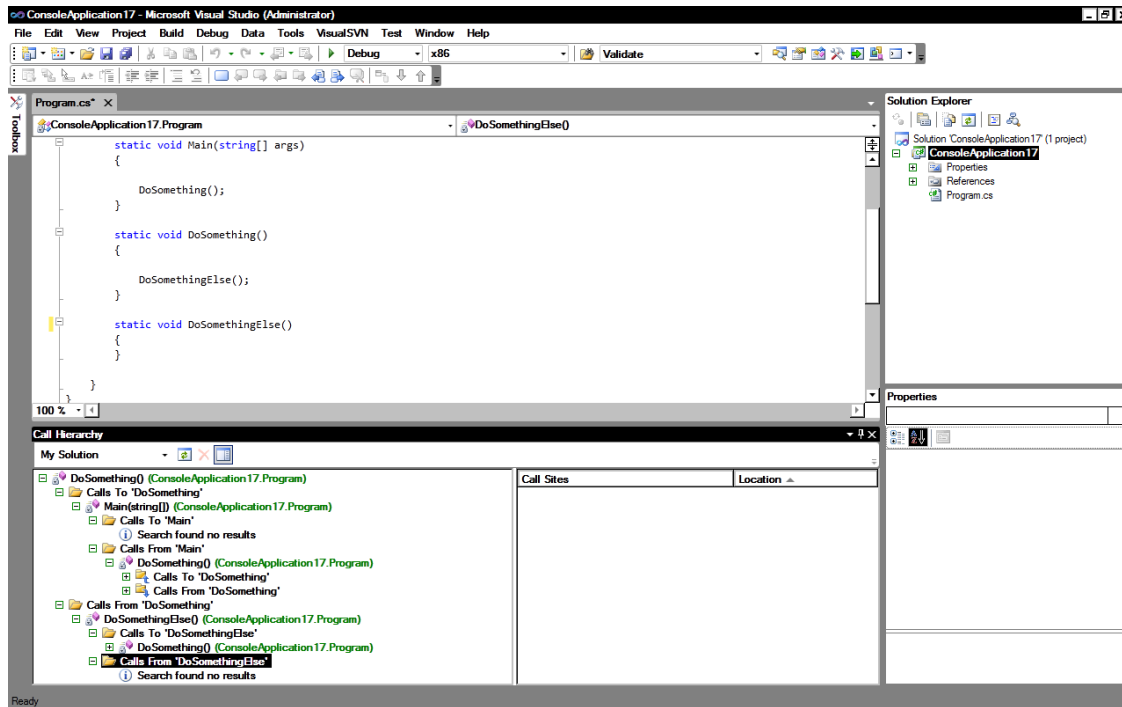 ConsoleApplication17 - Microsoft Visual Studio (Administrator)
File Edit View Project Build Debug Data Tools VisualSVN Test Window Help
Debug x86 Validate
Toolbox
Program.cs* X
ConsoleApplication17.Program DoSomethingElse()
static void Main(string[] args)
{
DoSomething();
}
static void DoSomething()
{
DoSomethingElse();
}
static void DoSomethingElse()
{
}
}
}
100 %
Solution Explorer
Solution 'ConsoleApplication17' (1 project)
ConsoleApplication17
Properties
References
Program.cs
Properties
Call Hierarchy
My Solution
DoSomething() (ConsoleApplication17.Program)
Calls To 'DoSomething'
Main(string[]) (ConsoleApplication17.Program)
Calls To 'Main'
Search found no results
Calls From 'Main'
DoSomething() (ConsoleApplication17.Program)
Calls To 'DoSomething'
Calls From 'DoSomething'
Calls From 'DoSomething'
DoSomethingElse() (ConsoleApplication17.Program)
Calls To 'DoSomethingElse'
DoSomething() (ConsoleApplication17.Program)
Calls From 'DoSomethingElse'
Search found no results
Call Sites Location
Ready